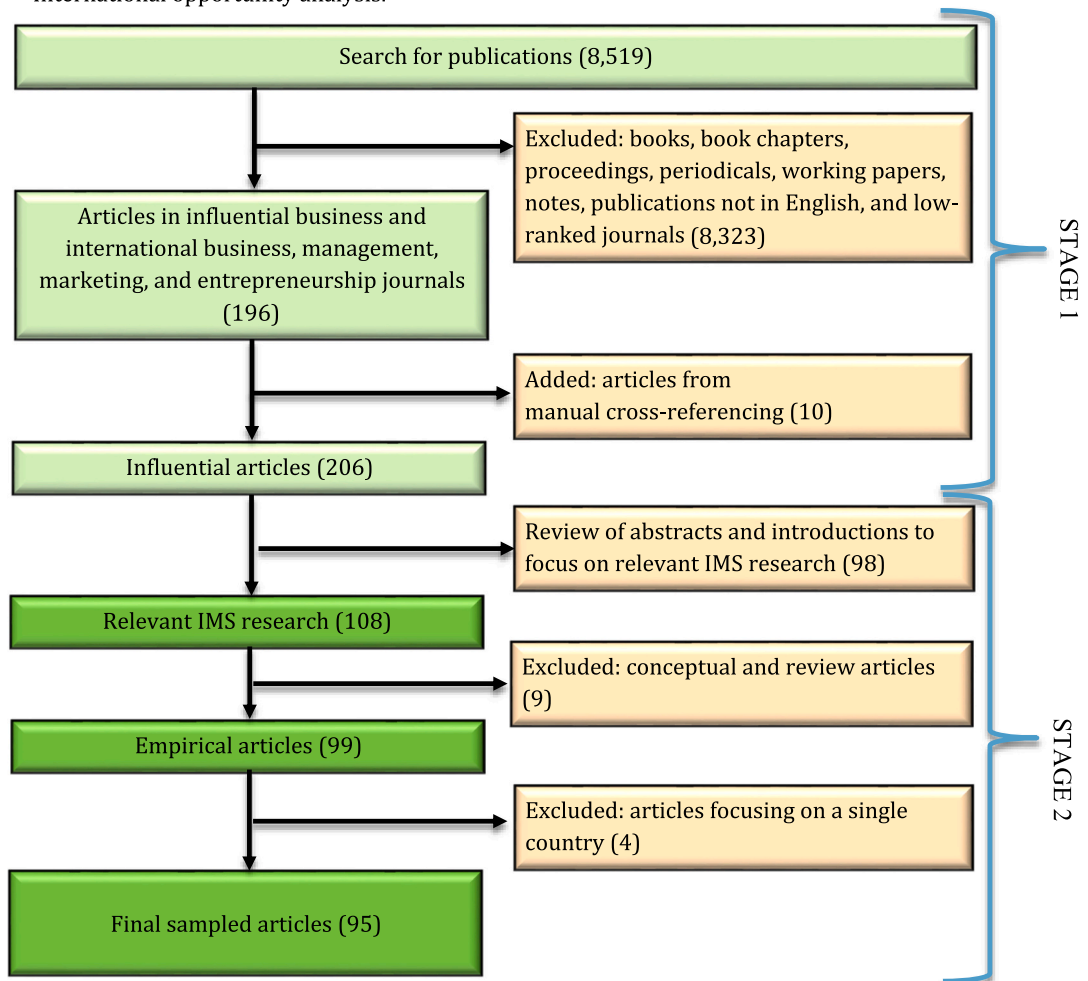 international opportunity analysis.
Search for publications (8,519)
Excluded: books, book chapters,
proceedings, periodicals, working papers,
notes, publications not in English, and low-
ranked journals (8,323)
Articles in influential business and
international business, management,
marketing, and entrepreneurship journals
(196)
STAGE 1
Added: articles from
manual cross-referencing (10)
Influential articles (206)
Review of abstracts and introductions to
focus on relevant IMS research (98)
Relevant IMS research (108)
Excluded: conceptual and review articles
(9)
Empirical articles (99)
STAGE 2
Excluded: articles focusing on a single
country (4)
Final sampled articles (95)